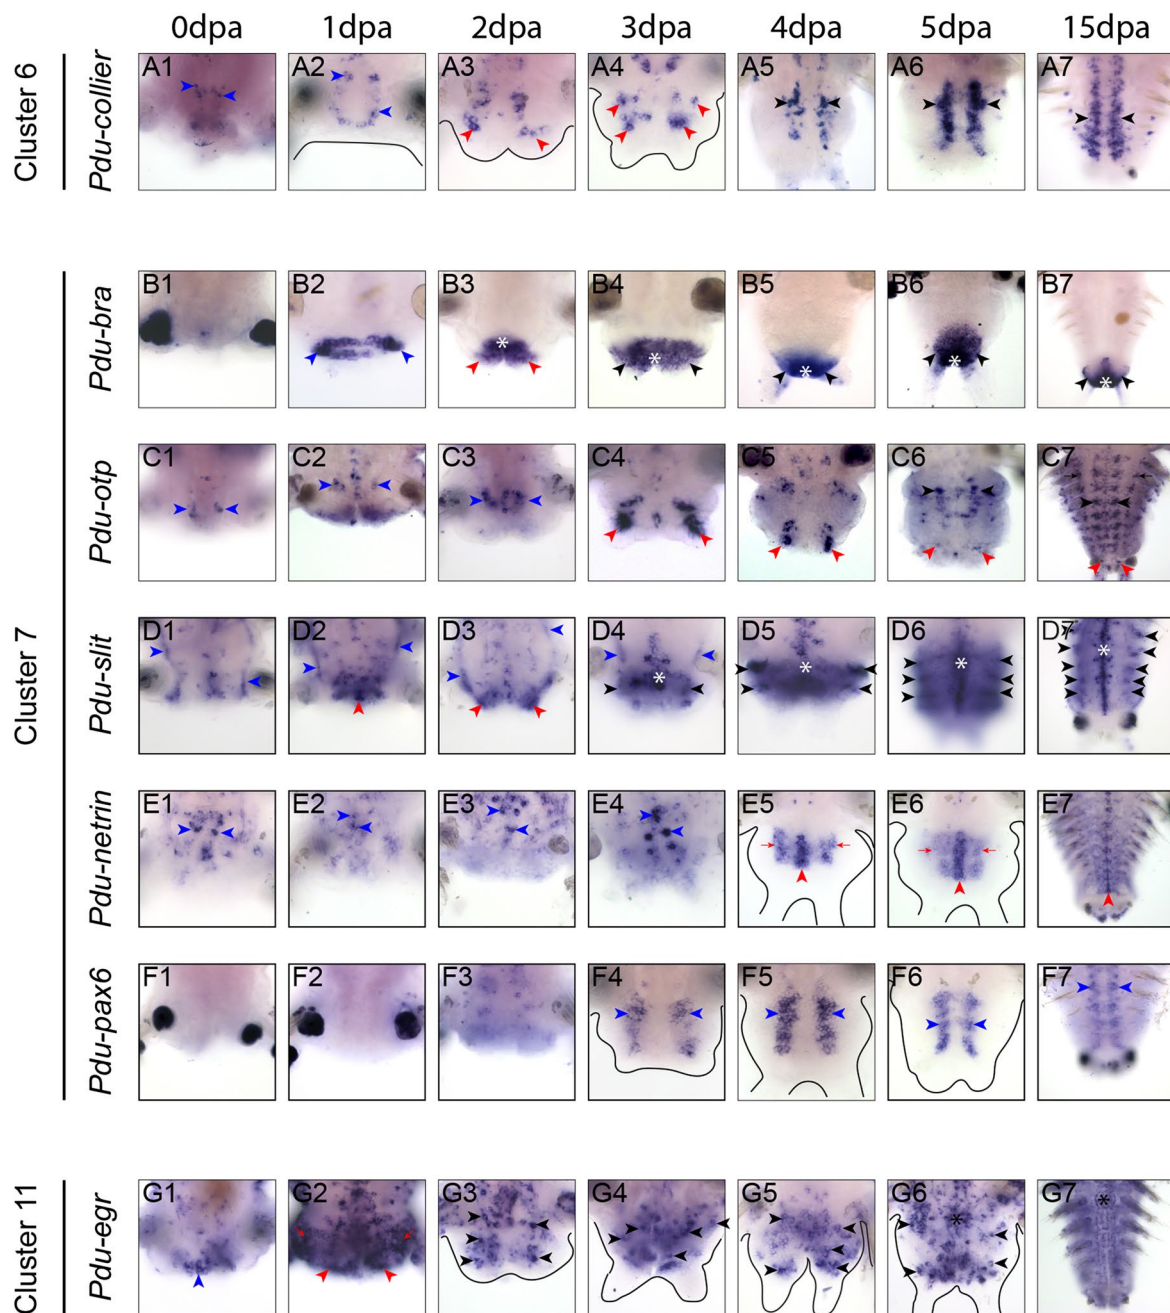 0dpa 1dpa 2dpa 3dpa 4dpa 5dpa 15dpa
Cluster 6
Pdu-collier
A1 A2 A3 A4 A5 A6 A7
Cluster 7
Pdu-bra
B1 B2 B3 B4 B5 B6 B7
Pdu-otp
C1 C2 C3 C4 C5 C6 C7
Pdu-slit
D1 D2 D3 D4 D5 D6 D7
Pdu-netrin
E1 E2 E3 E4 E5 E6 E7
Pdu-pax6
F1 F2 F3 F4 F5 F6 F7
Cluster 11
Pdu-egr
G1 G2 G3 G4 G5 G6 G7